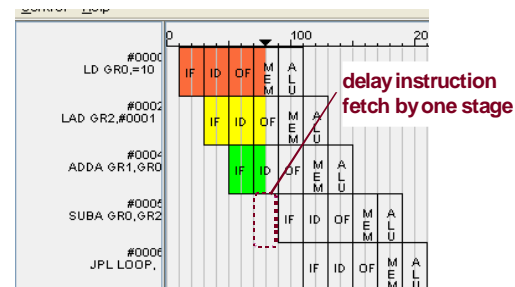 Control Help
0 100 20
#0000
LD GR0,=10
IF ID OF MEM ALU
delay instruction
fetch by one stage
#0002
LAD GR2,#0001
IF ID OF MEM ALU
#0004
ADDA GR1,GR0
IF ID OF MEM ALU
#0005
SUBA GR0,GR2
IF ID OF MEM ALU
#0006
JPL LOOP,
IF ID OF MEM ALU